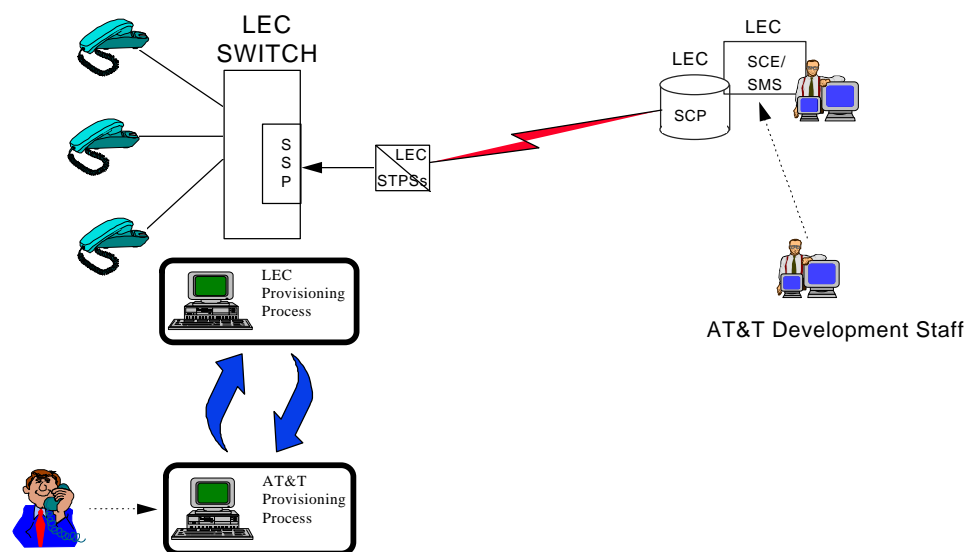 LEC
SWITCH
S
S
P
LEC
STPSs
LEC
SCP
LEC
SCE/
SMS
AT&T Development Staff
LEC
Provisioning
Process
AT&T
Provisioning
Process